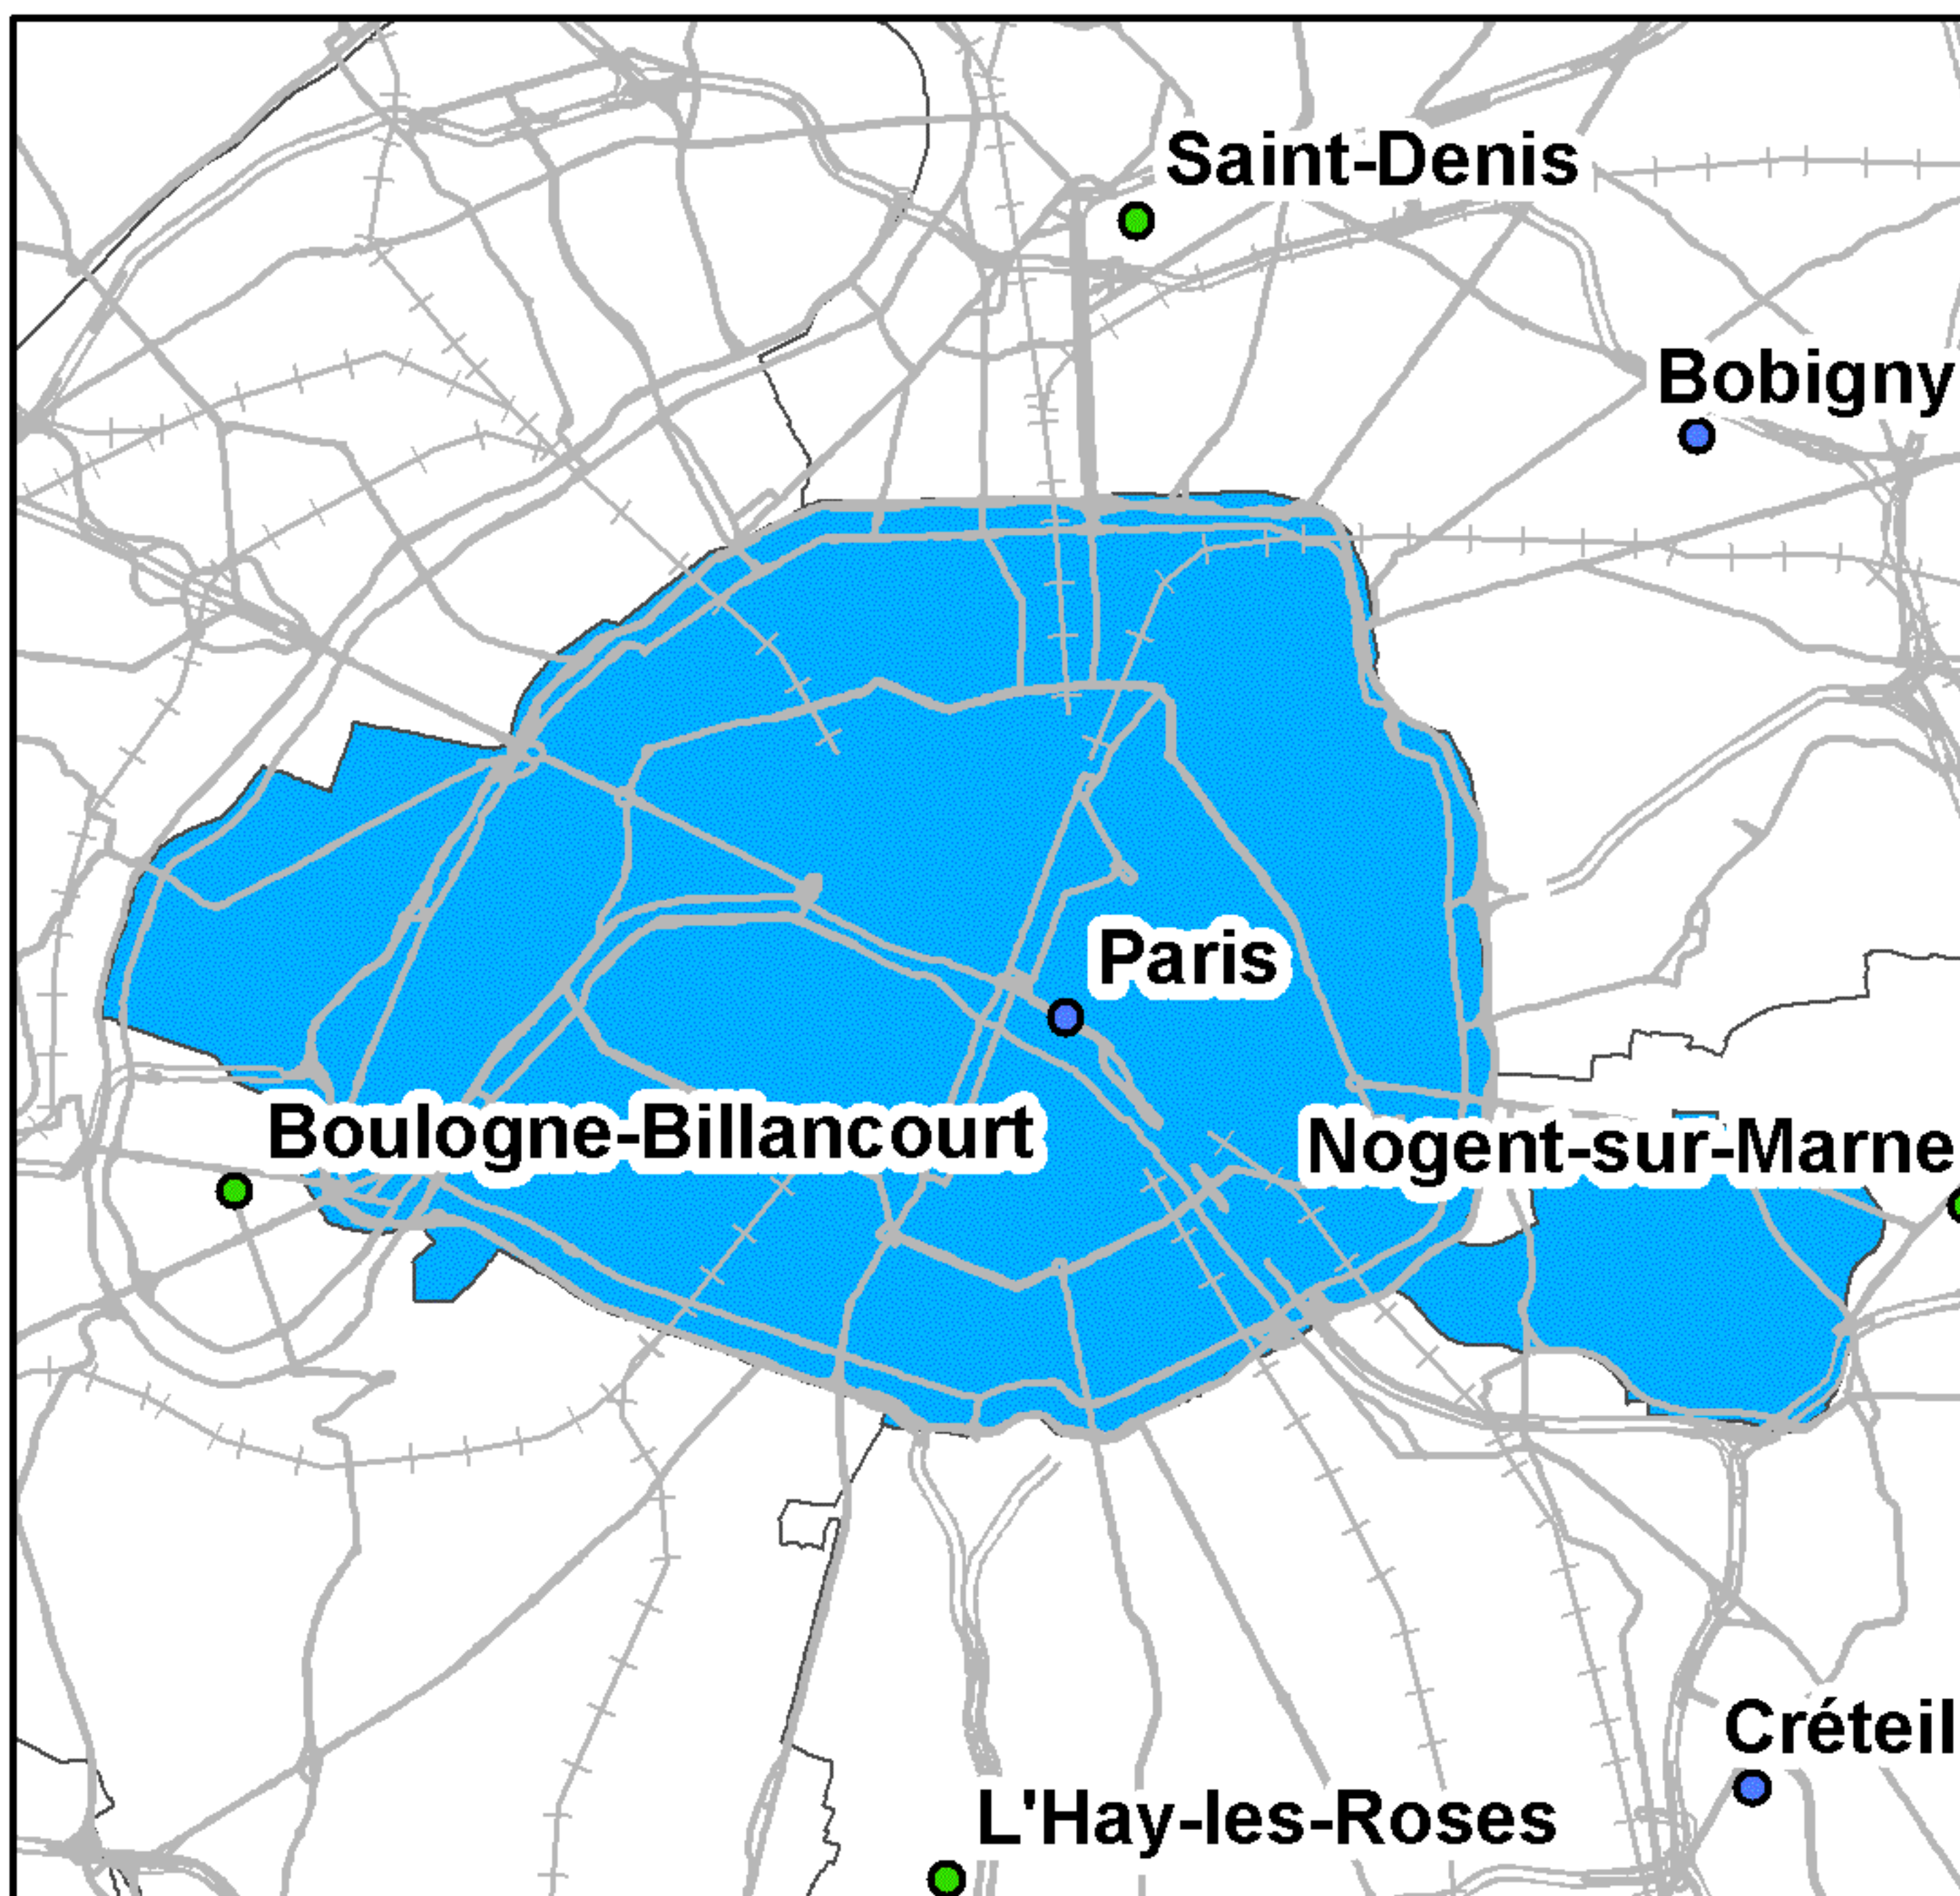 Saint-Denis
Bobigny
Paris
Boulogne-Billancourt
Nogent-sur-Marne
Créteil
L'Hay-les-Roses